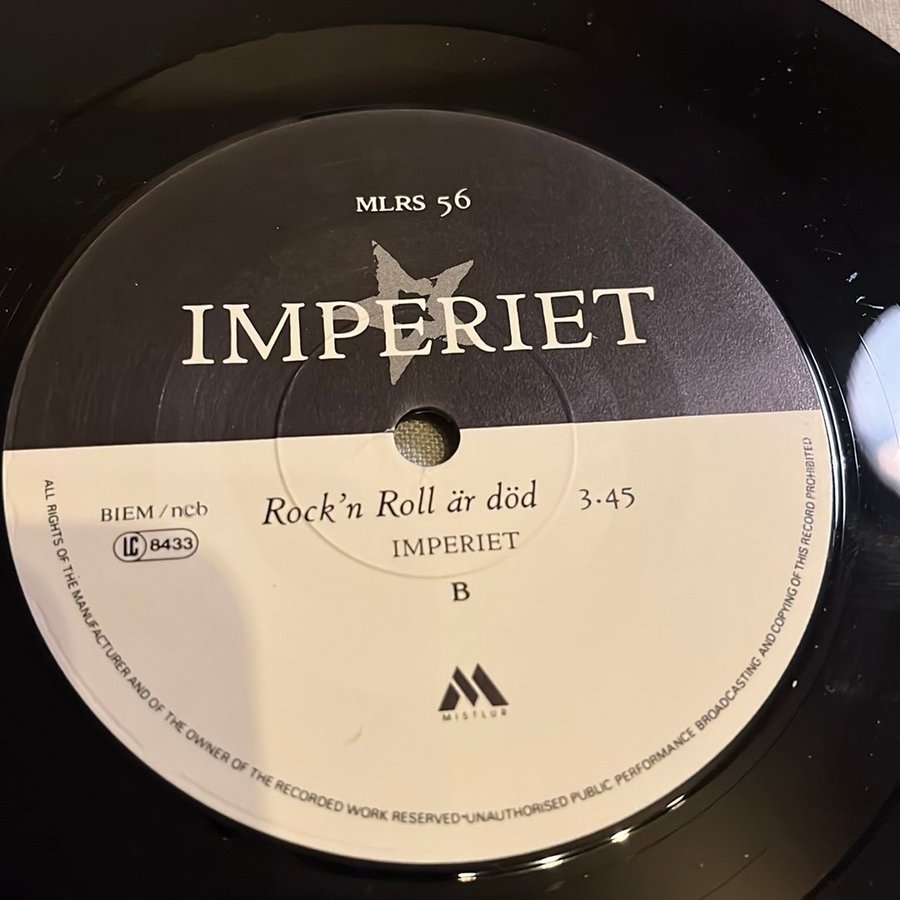 MLRS 56
IMPERIET
BIEM/ncb
LC 8433
Rock'n Roll är död 3.45
IMPERIET
B
MISTLUR
ALL RIGHTS OF THE MANUFACTURER AND OF THE OWNER OF THE RECORDED WORK RESERVED-UNAUTHORISED PUBLIC PERFORMANCE BROADCASTING AND COPYING OF THIS RECORD PROHIBITED